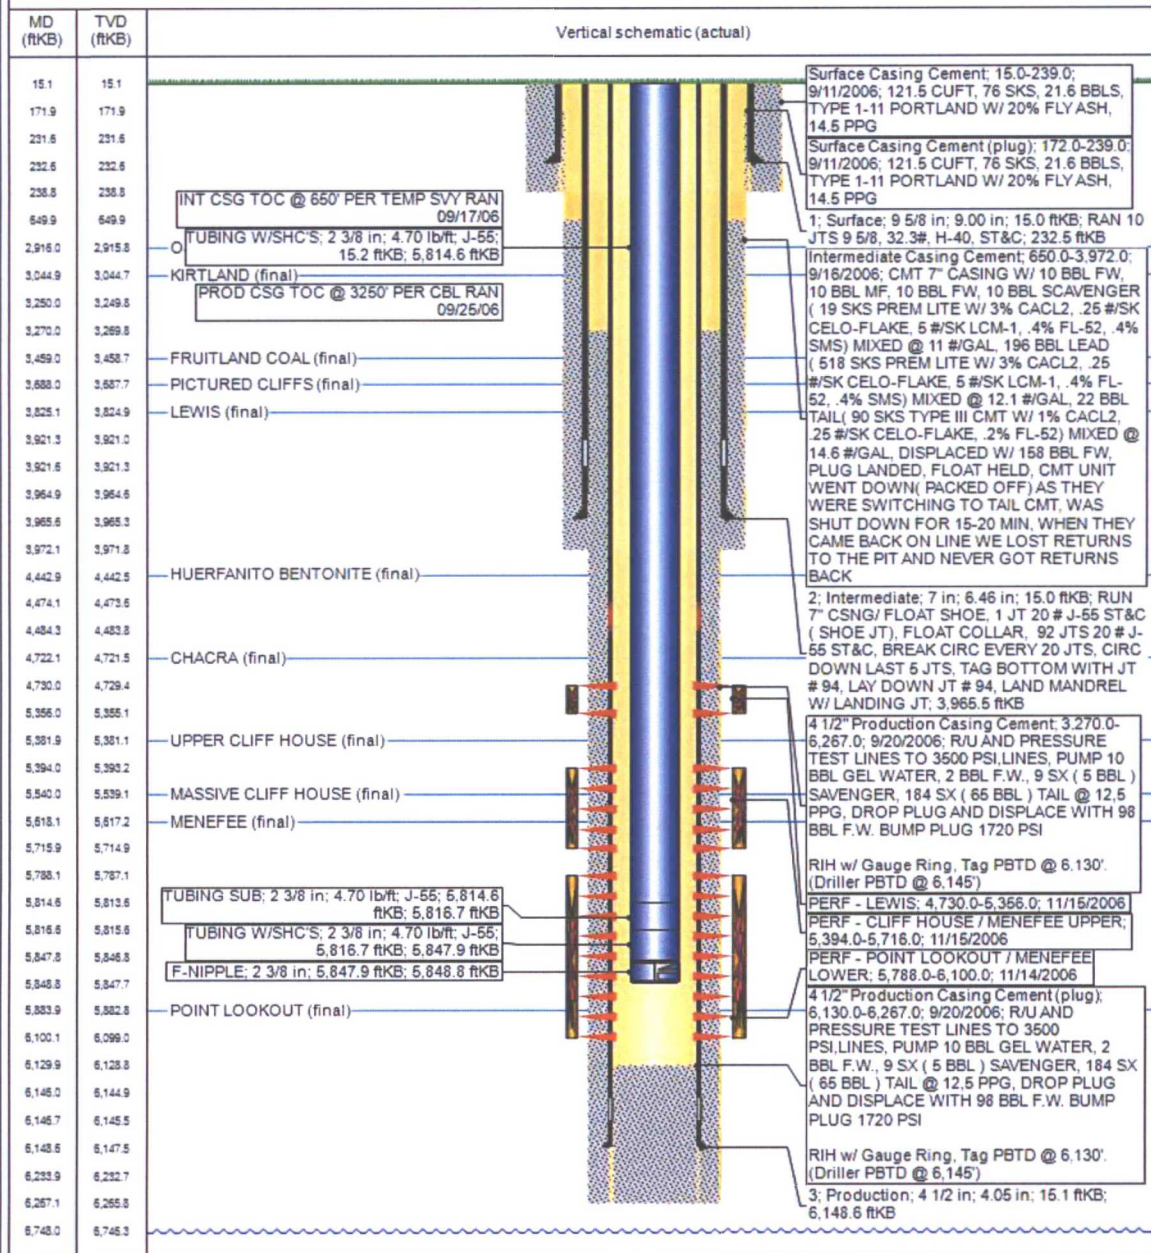 MD
(ftKB)
TVD
(ftKB)
Vertical schematic (actual)
15.1 15.1
171.9 171.9
231.6 231.6
232.6 232.6
238.8 238.8
649.9 649.9
2,916.0 2,915.8
3,044.9 3,044.7
3,250.0 3,249.8
3,270.0 3,269.8
3,459.0 3,458.7
3,688.0 3,687.7
3,825.1 3,824.9
3,921.3 3,921.0
3,921.6 3,921.3
3,964.9 3,964.6
3,965.6 3,965.3
3,972.1 3,971.8
4,442.9 4,442.5
4,474.1 4,473.6
4,484.3 4,483.8
4,722.1 4,721.5
4,730.0 4,729.4
5,356.0 5,355.1
5,381.9 5,381.1
5,394.0 5,393.2
5,540.0 5,539.1
5,618.1 5,617.2
5,715.9 5,714.9
5,788.1 5,787.1
5,814.6 5,813.6
5,816.6 5,815.6
5,847.8 5,846.8
5,848.8 5,847.7
5,883.9 5,882.8
6,100.1 6,099.0
6,129.9 6,128.8
6,146.0 6,144.9
6,146.7 6,145.5
6,148.6 6,147.5
6,233.9 6,232.7
6,267.1 6,265.8
6,748.0 6,746.3
INT CSG TOC @ 650' PER TEMP SVY RAN
09/17/06
O
TUBING W/SHC'S; 2 3/8 in; 4.70 lb/ft; J-55;
15.2 ftKB; 5,814.6 ftKB
KIRTLAND (final)
PROD CSG TOC @ 3250' PER CBL RAN
09/25/06
FRUITLAND COAL (final)
PICTURED CLIFFS (final)
LEWIS (final)
HUERFANITO BENTONITE (final)
CHACRA (final)
UPPER CLIFF HOUSE (final)
MASSIVE CLIFF HOUSE (final)
MENEFEE (final)
TUBING SUB; 2 3/8 in; 4.70 lb/ft; J-55; 5,814.6
ftKB; 5,816.7 ftKB
TUBING W/SHC'S; 2 3/8 in; 4.70 lb/ft; J-55;
5,816.7 ftKB; 5,847.9 ftKB
F-NIPPLE; 2 3/8 in; 5,847.9 ftKB; 5,848.8 ftKB
POINT LOOKOUT (final)
Surface Casing Cement; 15.0-239.0;
9/11/2006; 121.5 CUFT, 76 SKS, 21.6 BBLS,
TYPE 1-11 PORTLAND W/ 20% FLY ASH,
14.5 PPG
Surface Casing Cement (plug); 172.0-239.0;
9/11/2006; 121.5 CUFT, 76 SKS, 21.6 BBLS,
TYPE 1-11 PORTLAND W/ 20% FLY ASH,
14.5 PPG
1; Surface; 9 5/8 in; 9.00 in; 15.0 ftKB; RAN 10
JTS 9 5/8, 32.3#, H-40, ST&C; 232.5 ftKB
Intermediate Casing Cement; 650.0-3,972.0;
9/16/2006; CMT 7" CASING W/ 10 BBL FW,
10 BBL MF, 10 BBL FW, 10 BBL SCAVENGER
( 19 SKS PREM LITE W/ 3% CACL2, .25 #/SK
CELO-FLAKE, 5 #/SK LCM-1, .4% FL-52, .4%
SMS) MIXED @ 11 #/GAL, 196 BBL LEAD
( 518 SKS PREM LITE W/ 3% CACL2, .25
#/SK CELO-FLAKE, 5 #/SK LCM-1, .4% FL-
52, .4% SMS) MIXED @ 12.1 #/GAL, 22 BBL
TAIL( 90 SKS TYPE III CMT W/ 1% CACL2,
.25 #/SK CELO-FLAKE, .2% FL-52) MIXED @
14.6 #/GAL, DISPLACED W/ 158 BBL FW,
PLUG LANDED, FLOAT HELD, CMT UNIT
WENT DOWN( PACKED OFF) AS THEY
WERE SWITCHING TO TAIL CMT, WAS
SHUT DOWN FOR 15-20 MIN, WHEN THEY
CAME BACK ON LINE WE LOST RETURNS
TO THE PIT AND NEVER GOT RETURNS
BACK
2; Intermediate; 7 in; 6.46 in; 15.0 ftKB; RUN
7" CSNG/ FLOAT SHOE, 1 JT 20 # J-55 ST&C
( SHOE JT), FLOAT COLLAR, 92 JTS 20 # J-
55 ST&C, BREAK CIRC EVERY 20 JTS, CIRC
DOWN LAST 5 JTS, TAG BOTTOM WITH JT
# 94, LAY DOWN JT # 94, LAND MANDREL
W/ LANDING JT; 3,965.5 ftKB
4 1/2" Production Casing Cement; 3,270.0-
6,267.0; 9/20/2006; R/U AND PRESSURE
TEST LINES TO 3500 PSI,LINES, PUMP 10
BBL GEL WATER, 2 BBL F.W., 9 SX ( 5 BBL )
SAVENGER, 184 SX ( 65 BBL ) TAIL @ 12,5
PPG, DROP PLUG AND DISPLACE WITH 98
BBL F.W. BUMP PLUG 1720 PSI
RIH w/ Gauge Ring, Tag PBTD @ 6,130'.
(Driller PBTD @ 6,145')
PERF - LEWIS; 4,730.0-5,356.0; 11/15/2006
PERF - CLIFF HOUSE / MENEFEE UPPER;
5,394.0-5,716.0; 11/15/2006
PERF - POINT LOOKOUT / MENEFEE
LOWER; 5,788.0-6,100.0; 11/14/2006
4 1/2" Production Casing Cement (plug);
6,130.0-6,267.0; 9/20/2006; R/U AND
PRESSURE TEST LINES TO 3500
PSI,LINES, PUMP 10 BBL GEL WATER, 2
BBL F.W., 9 SX ( 5 BBL ) SAVENGER, 184 SX
( 65 BBL ) TAIL @ 12,5 PPG, DROP PLUG
AND DISPLACE WITH 98 BBL F.W. BUMP
PLUG 1720 PSI
RIH w/ Gauge Ring, Tag PBTD @ 6,130'.
(Driller PBTD @ 6,145')
3; Production; 4 1/2 in; 4.05 in; 15.1 ftKB;
6,148.6 ftKB